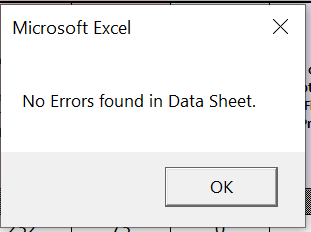 Microsoft Excel
No Errors found in Data Sheet.
OK